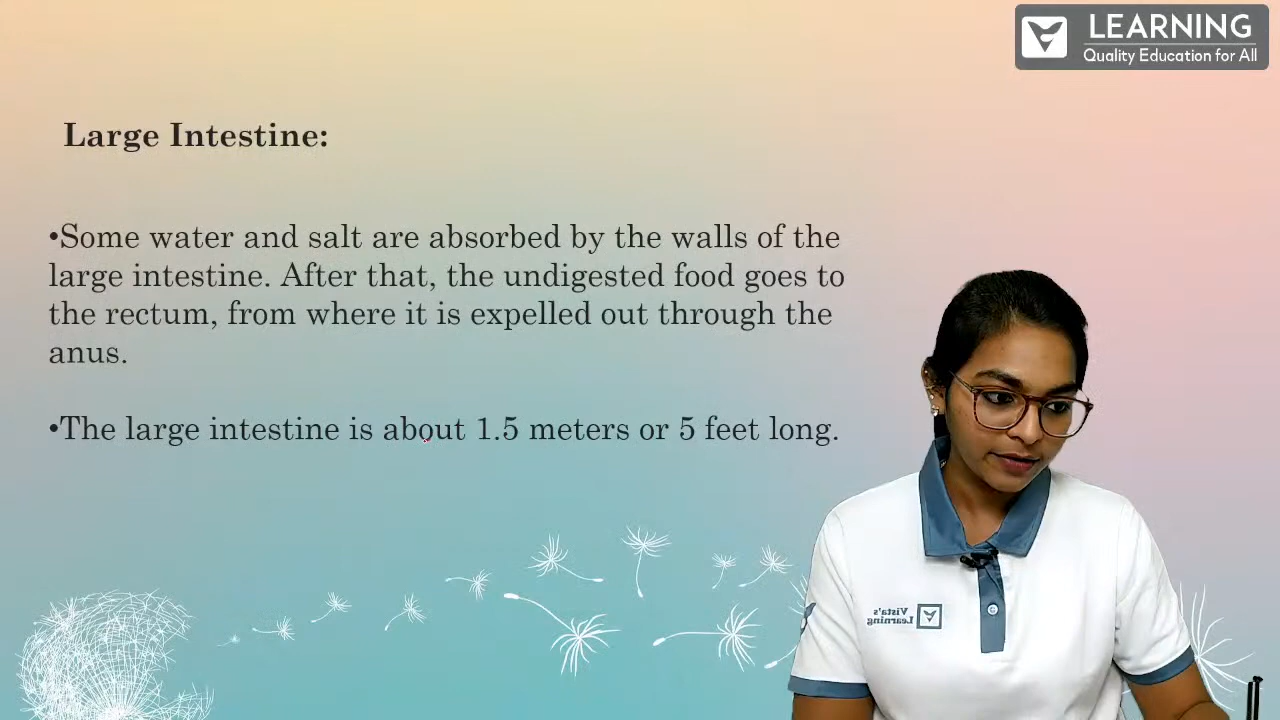 LEARNING
Quality Education for All
Large Intestine:
•Some water and salt are absorbed by the walls of the
large intestine. After that, the undigested food goes to
the rectum, from where it is expelled out through the
anus.
•The large intestine is about 1.5 meters or 5 feet long.
Vista's
Learning